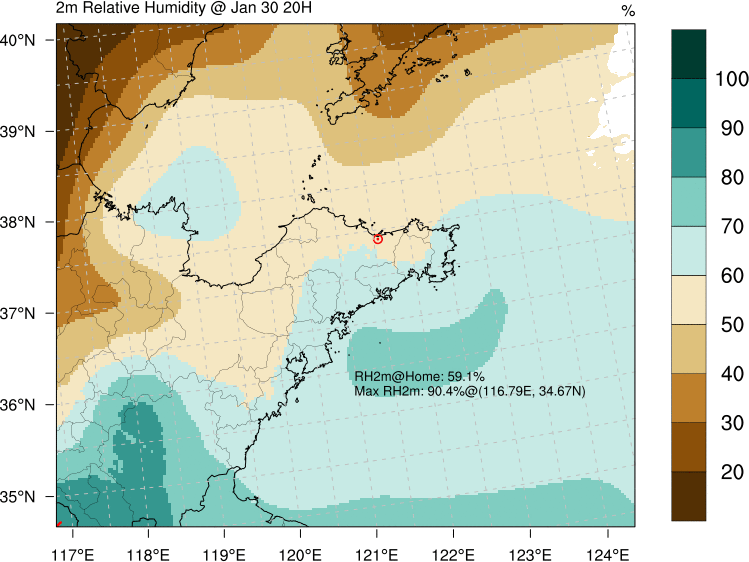 2m Relative Humidity @ Jan 30 20H
%
40°N
39°N
38°N
37°N
36°N
35°N
117°E 118°E 119°E 120°E 121°E 122°E 123°E 124°E
RH2m@Home: 59.1%
Max RH2m: 90.4%@(116.79E, 34.67N)
100
90
80
70
60
50
40
30
20